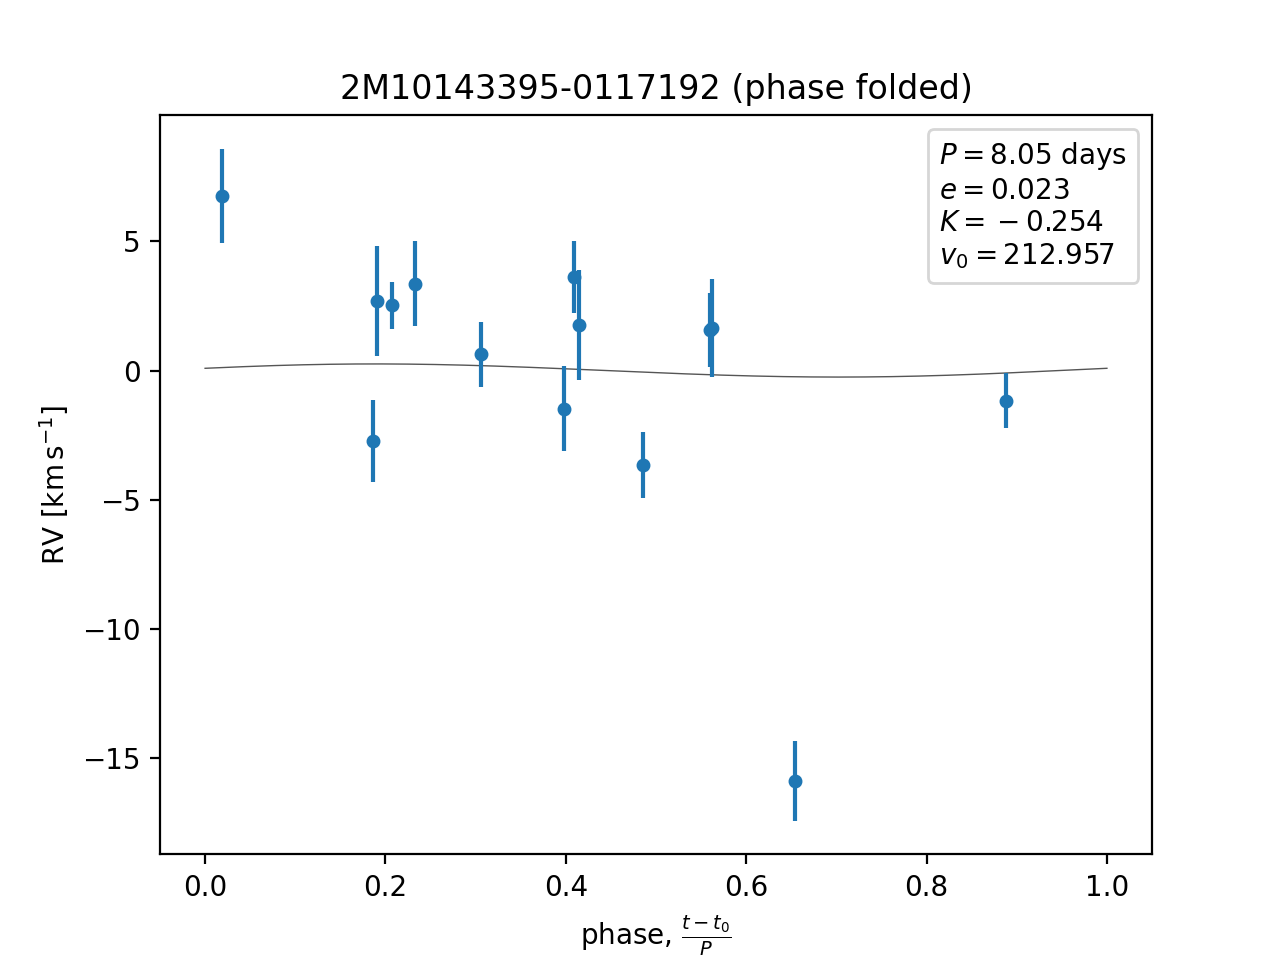 2M10143395-0117192 (phase folded)
P = 8.05 days
e = 0.023
K = −0.254
v₀ = 212.957
RV [km s⁻¹]
5
0
−5
−10
−15
0.0 0.2 0.4 0.6 0.8 1.0
phase, (t − t₀)/P